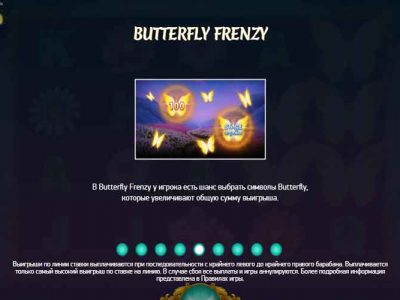 BUTTERFLY FRENZY
100
В Butterfly Frenzy у игрока есть шанс выбрать символы Butterfly,
которые увеличивают общую сумму выигрыша.
Выигрыши по линии ставки выплачиваются при последовательности с крайнего левого до крайнего правого барабана. Выплачивается
только самый высокий выигрыш по ставке на линию. В случае сбоя все выплаты и игры аннулируются. Более подробная информация
представлена в Правилах игры.